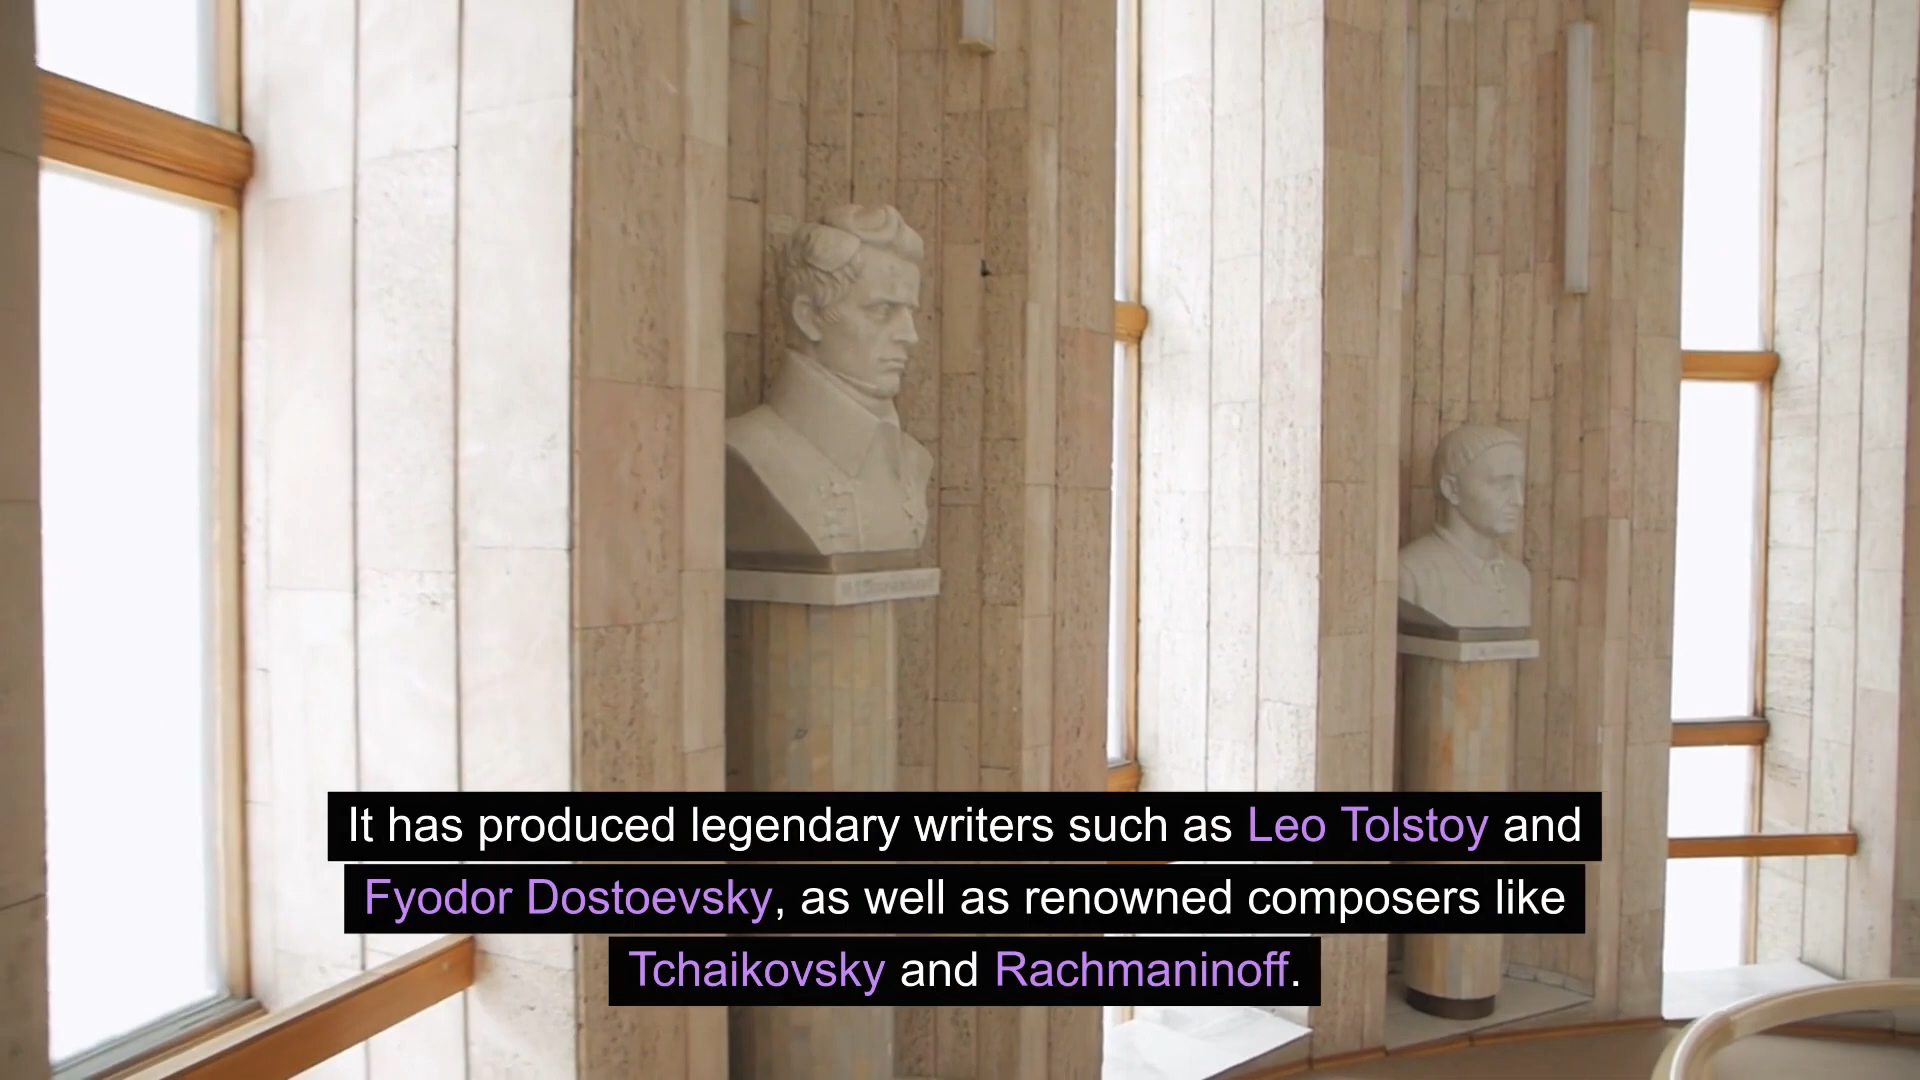 It has produced legendary writers such as Leo Tolstoy and
Fyodor Dostoevsky, as well as renowned composers like
Tchaikovsky and Rachmaninoff.